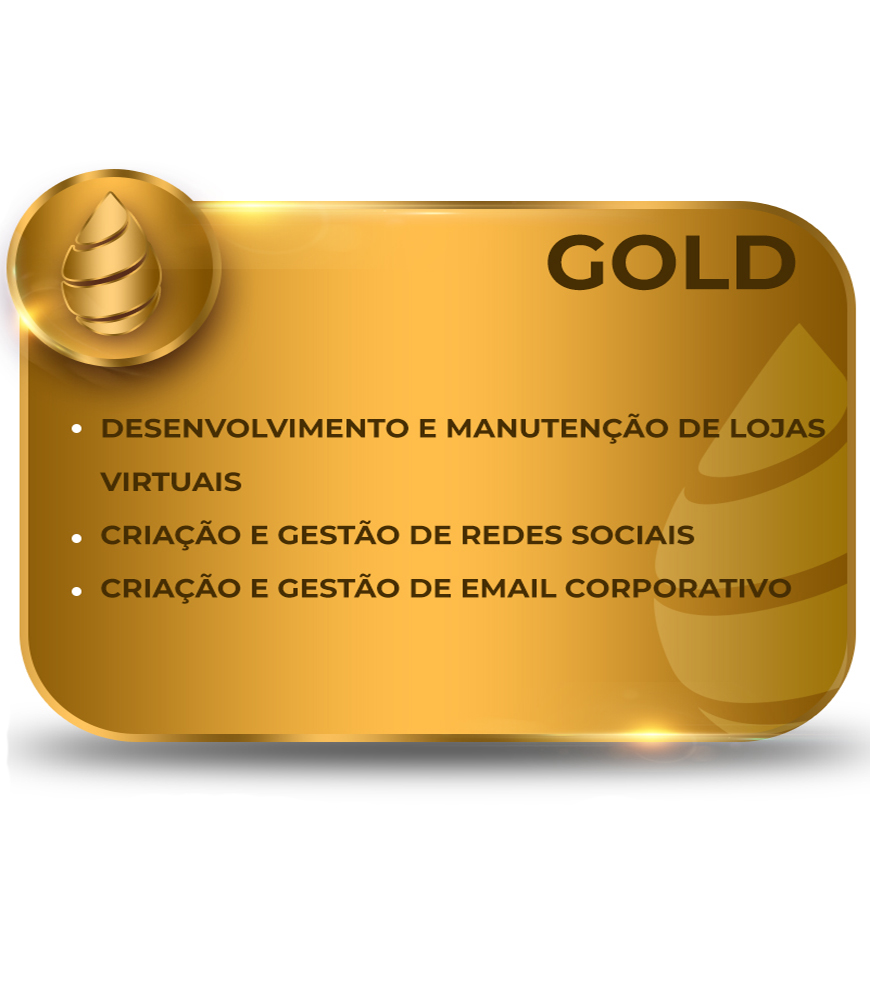 GOLD
• DESENVOLVIMENTO E MANUTENÇÃO DE LOJAS
VIRTUAIS
• CRIAÇÃO E GESTÃO DE REDES SOCIAIS
• CRIAÇÃO E GESTÃO DE EMAIL CORPORATIVO